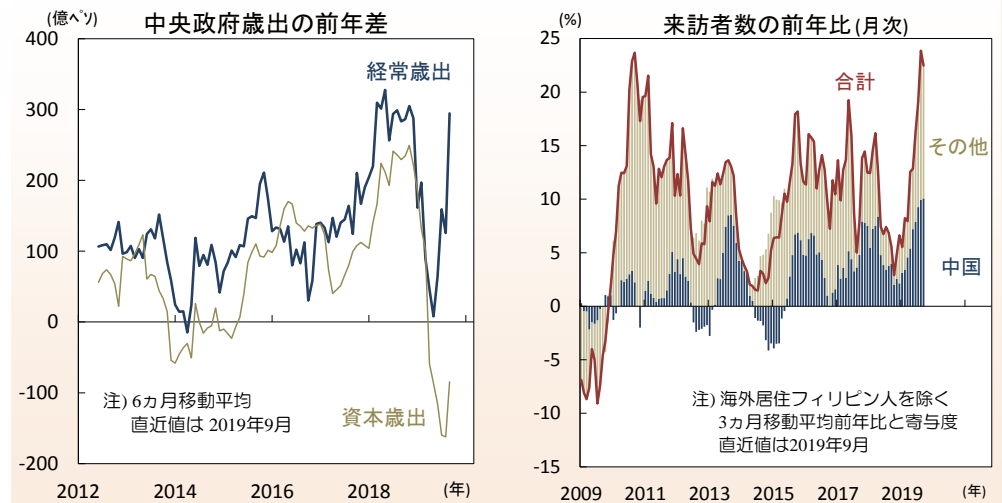 中央政府歳出の前年差
(億ペソ)
400
300
200
100
0
-100
-200
経常歳出
資本歳出
注) 6ヵ月移動平均
直近値は 2019年9月
2012
2014
2016
2018
(年)
来訪者数の前年比(月次)
(%)
25
20
15
10
5
0
-5
-10
-15
合計
その他
中国
注) 海外居住フィリピン人を除く
3ヵ月移動平均前年比と寄与度
直近値は2019年9月
2009
2011
2013
2015
2017
2019
(年)